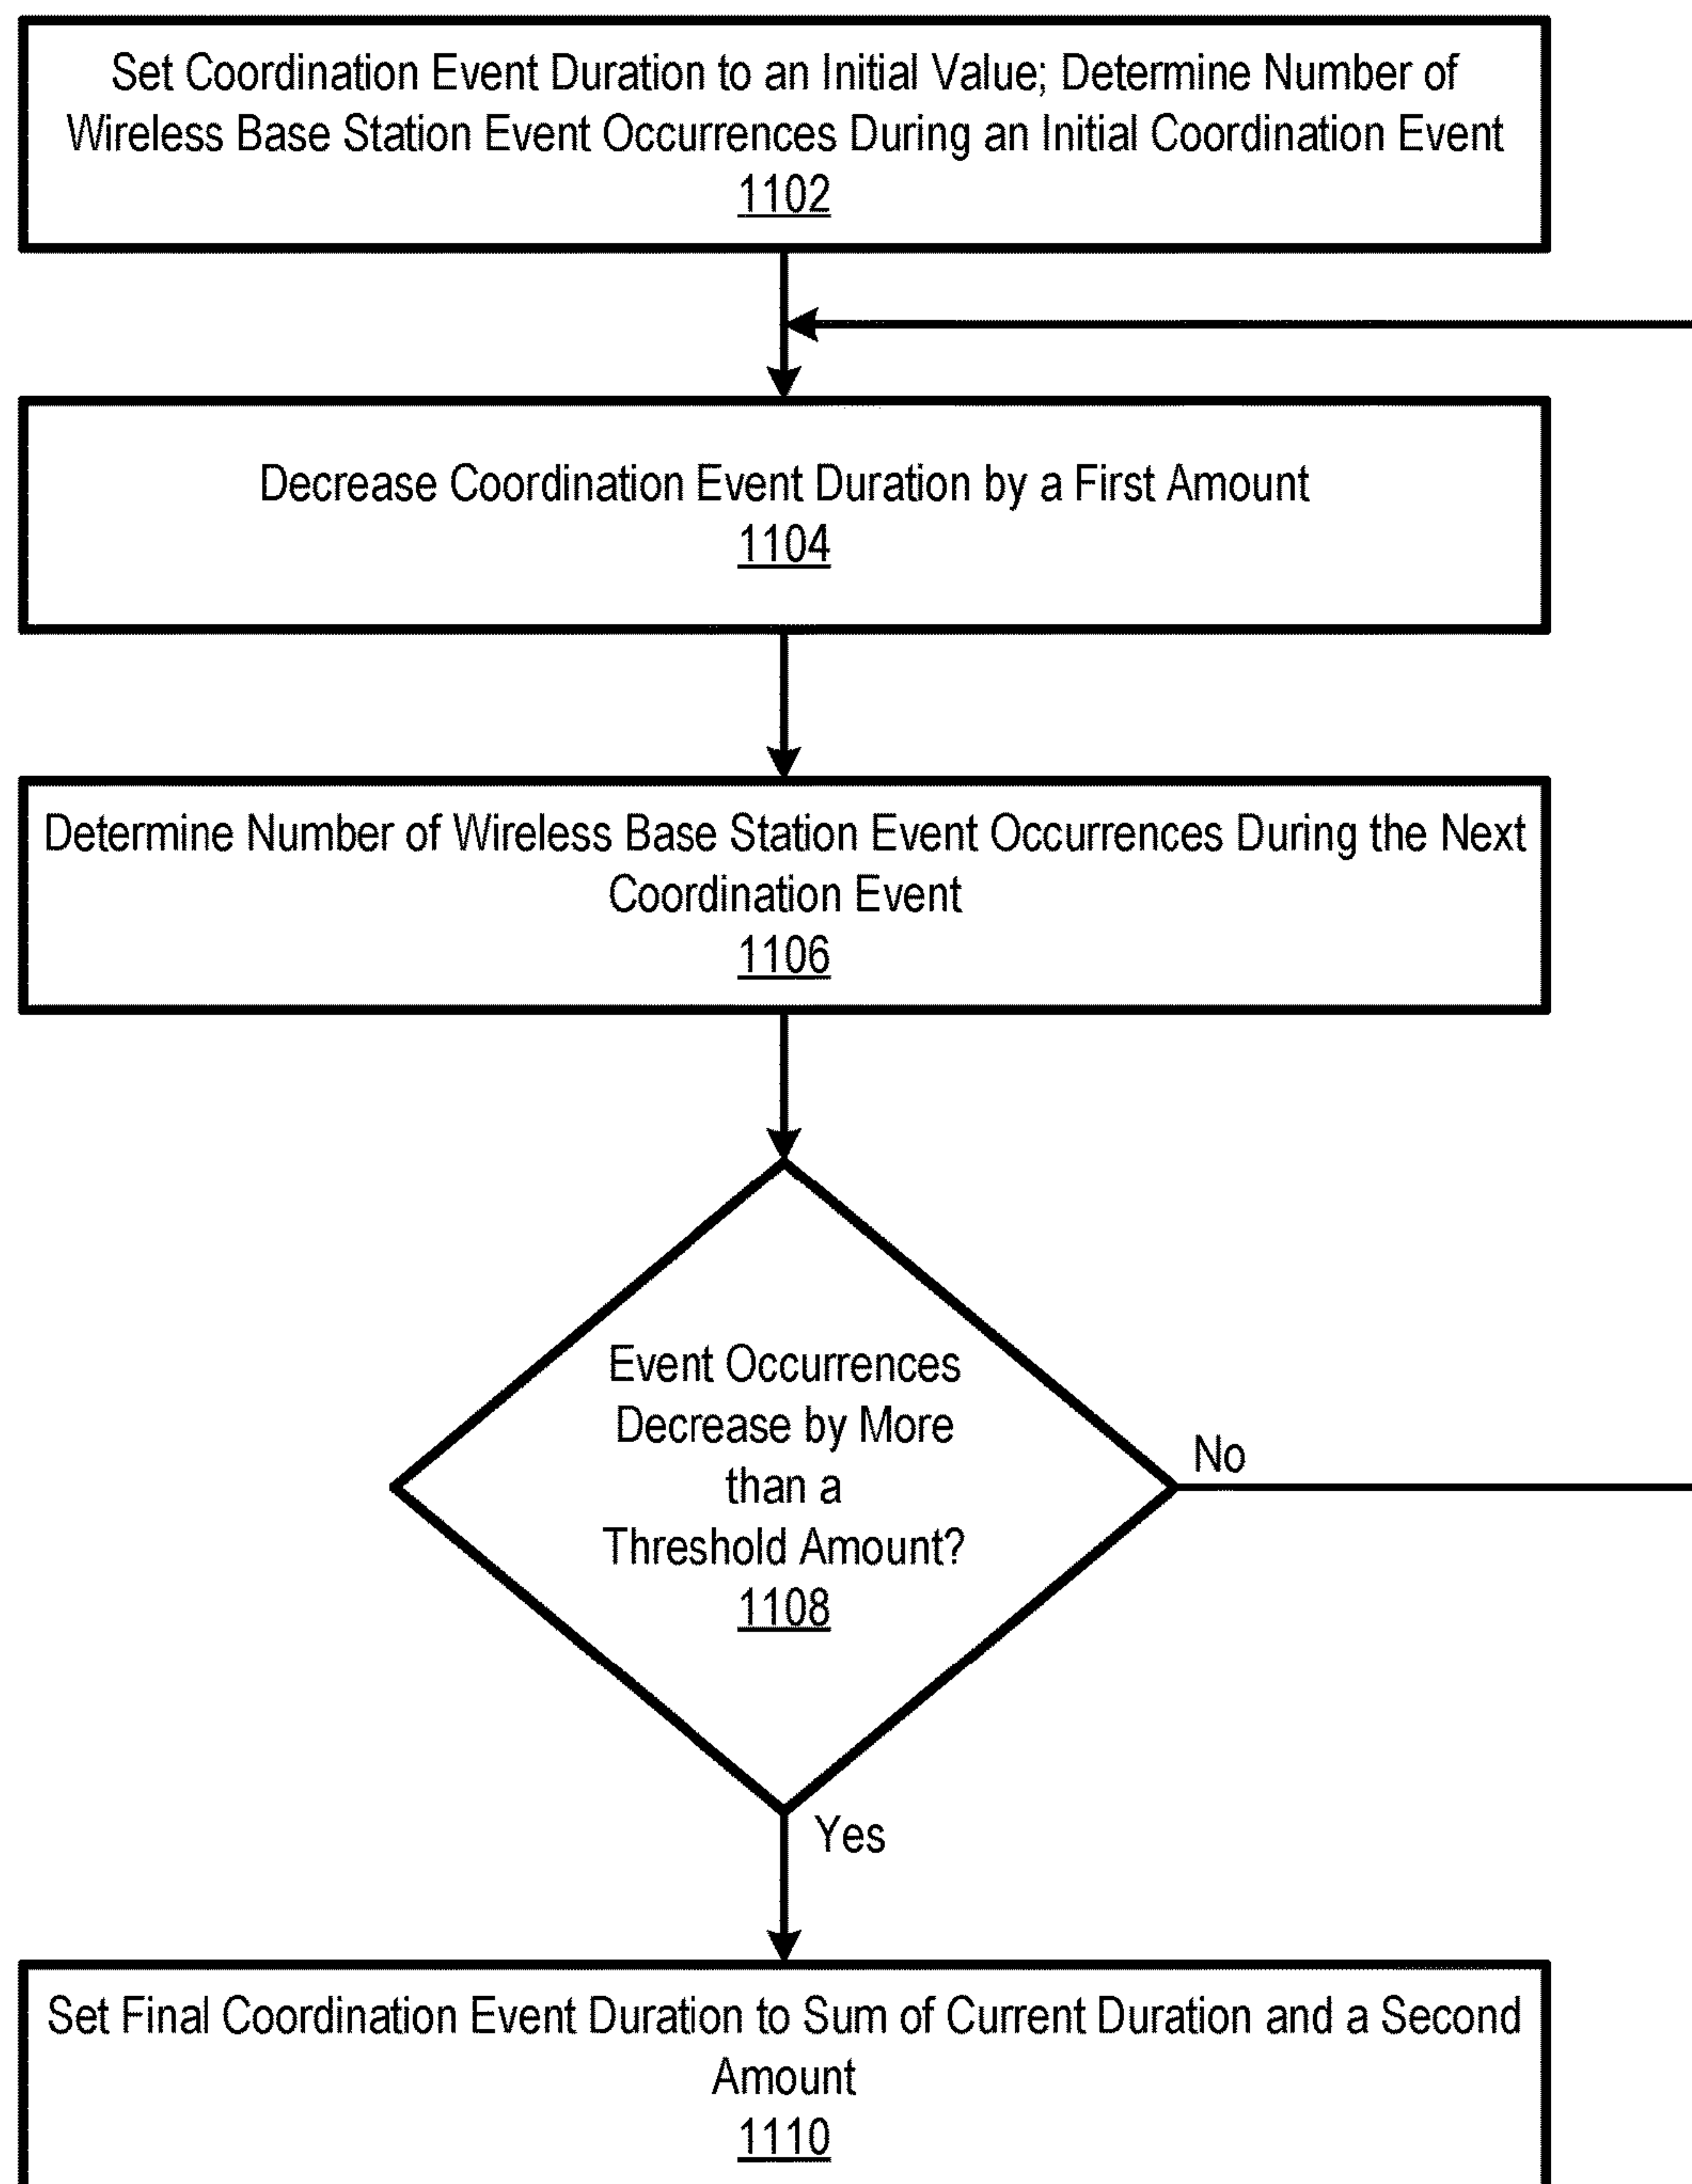 Set Coordination Event Duration to an Initial Value; Determine Number of
Wireless Base Station Event Occurrences During an Initial Coordination Event
1102
Decrease Coordination Event Duration by a First Amount
1104
Determine Number of Wireless Base Station Event Occurrences During the Next
Coordination Event
1106
Event Occurrences
Decrease by More
than a
Threshold Amount?
1108
No
Yes
Set Final Coordination Event Duration to Sum of Current Duration and a Second
Amount
1110